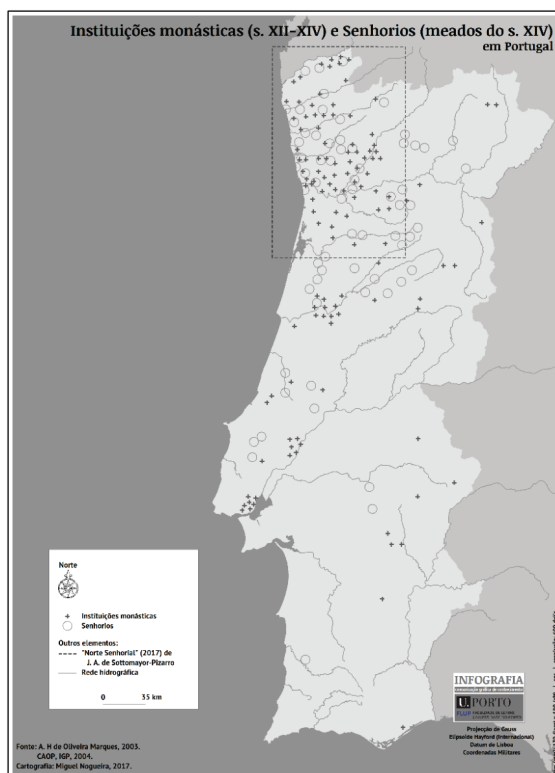 Instituições monásticas (s. XII-XIV) e Senhorios (meados do s. XIV)
em Portugal
Norte
Instituições monásticas
Senhorios
Outros elementos:
"Norte Senhorial" (2017) de
J. A. de Sottomayor-Pizarro
Rede hidrográfica
0 35 km
Fonte: A. H de Oliveira Marques, 2003.
CAOP, IGP, 2004.
Cartografia: Miguel Nogueira, 2017.
INFOGRAFIA
U. PORTO
Projecção de Gauss
Elipsoide Hayford (Internacional)
Datum de Lisboa
Coordenadas Militares